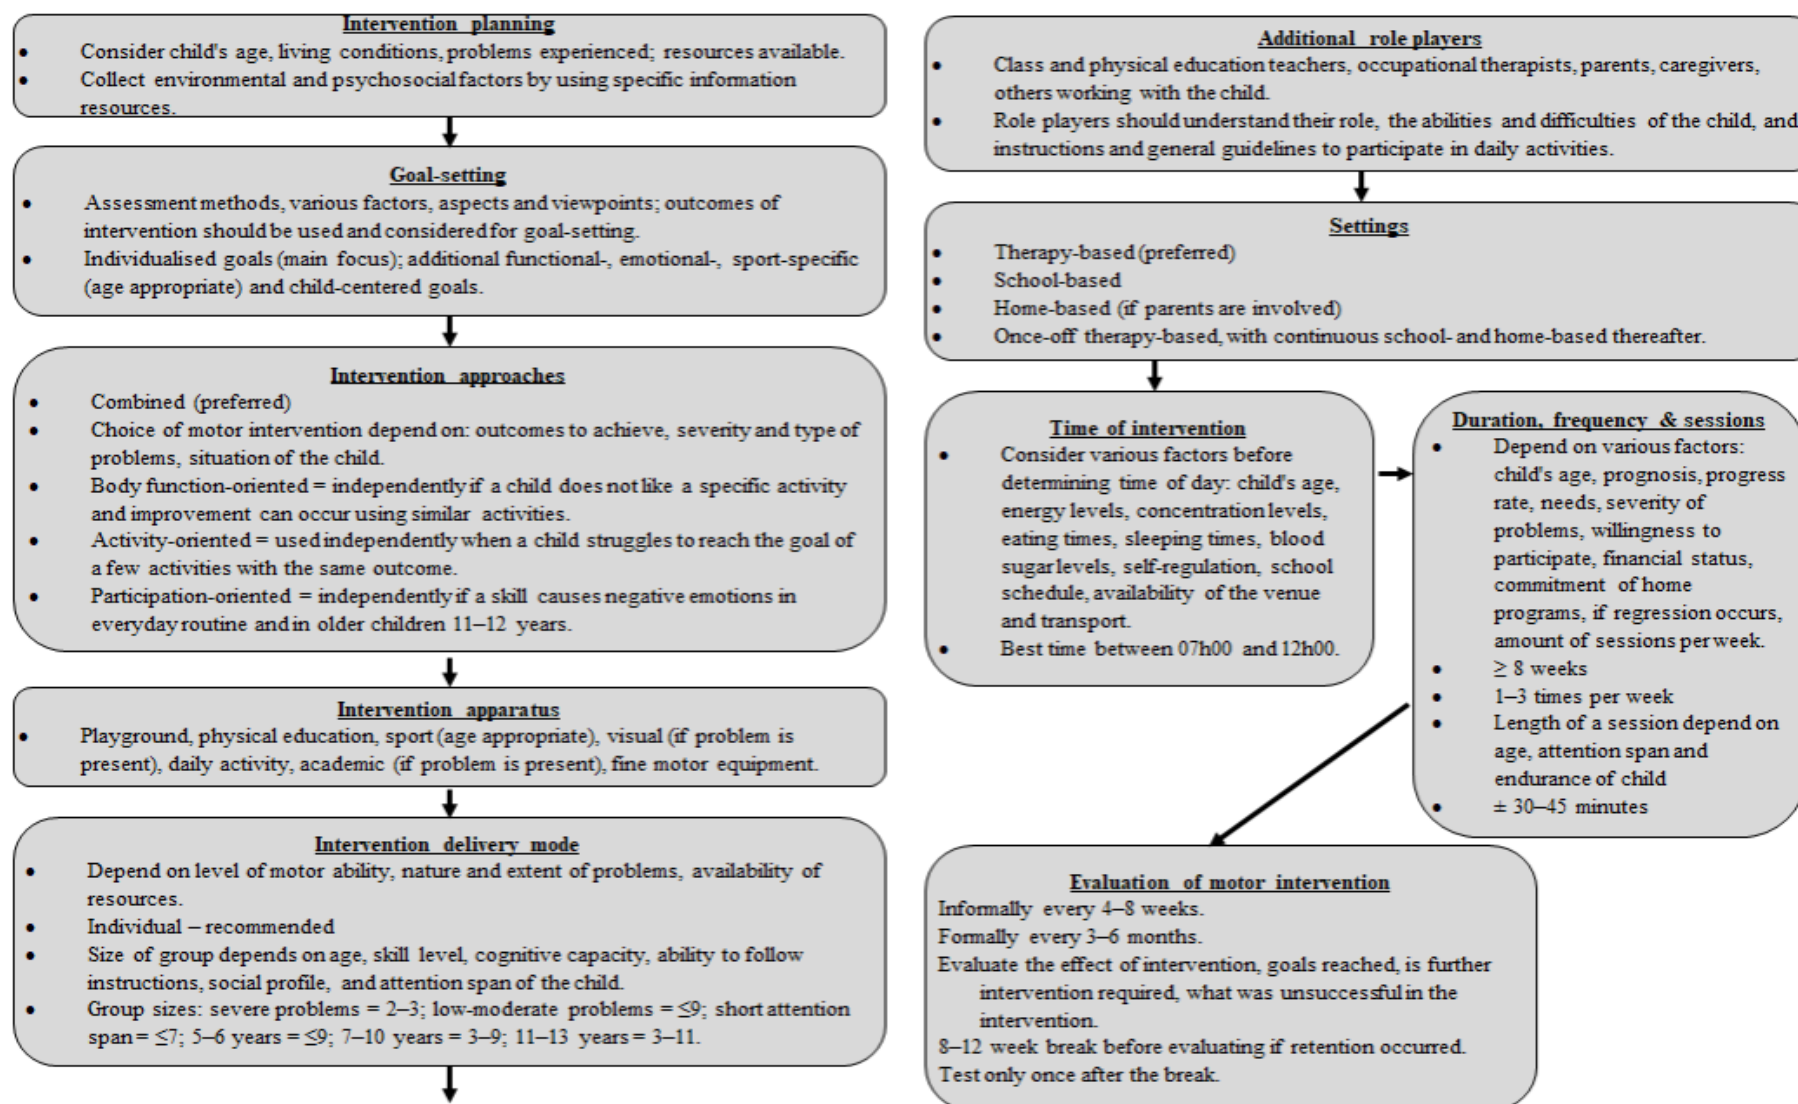 Intervention planning
• Consider child's age, living conditions, problems experienced; resources available.
• Collect environmental and psychosocial factors by using specific information
resources.
Goal-setting
• Assessment methods, various factors, aspects and viewpoints; outcomes of
intervention should be used and considered for goal-setting.
• Individualised goals (main focus); additional functional-, emotional-, sport-specific
(age appropriate) and child-centered goals.
Intervention approaches
• Combined (preferred)
• Choice of motor intervention depend on: outcomes to achieve, severity and type of
problems, situation of the child.
• Body function-oriented = independently if a child does not like a specific activity
and improvement can occur using similar activities.
• Activity-oriented = used independently when a child struggles to reach the goal of
a few activities with the same outcome.
• Participation-oriented = independently if a skill causes negative emotions in
everyday routine and in older children 11–12 years.
Intervention apparatus
• Playground, physical education, sport (age appropriate), visual (if problem is
present), daily activity, academic (if problem is present), fine motor equipment.
Intervention delivery mode
• Depend on level of motor ability, nature and extent of problems, availability of
resources.
• Individual – recommended
• Size of group depends on age, skill level, cognitive capacity, ability to follow
instructions, social profile, and attention span of the child.
• Group sizes: severe problems = 2–3; low-moderate problems = ≤9; short attention
span = ≤7; 5–6 years = ≤9; 7–10 years = 3–9; 11–13 years = 3–11.
Additional role players
• Class and physical education teachers, occupational therapists, parents, caregivers,
others working with the child.
• Role players should understand their role, the abilities and difficulties of the child, and
instructions and general guidelines to participate in daily activities.
Settings
• Therapy-based (preferred)
• School-based
• Home-based (if parents are involved)
• Once-off therapy-based, with continuous school- and home-based thereafter.
Time of intervention
• Consider various factors before
determining time of day: child's age,
energy levels, concentration levels,
eating times, sleeping times, blood
sugar levels, self-regulation, school
schedule, availability of the venue
and transport.
• Best time between 07h00 and 12h00.
Duration, frequency & sessions
• Depend on various factors:
child's age, prognosis, progress
rate, needs, severity of
problems, willingness to
participate, financial status,
commitment of home
programs, if regression occurs,
amount of sessions per week.
• ≥ 8 weeks
• 1–3 times per week
• Length of a session depend on
age, attention span and
endurance of child
• ± 30–45 minutes
Evaluation of motor intervention
Informally every 4–8 weeks.
Formally every 3–6 months.
Evaluate the effect of intervention, goals reached, is further
intervention required, what was unsuccessful in the
intervention.
8–12 week break before evaluating if retention occurred.
Test only once after the break.